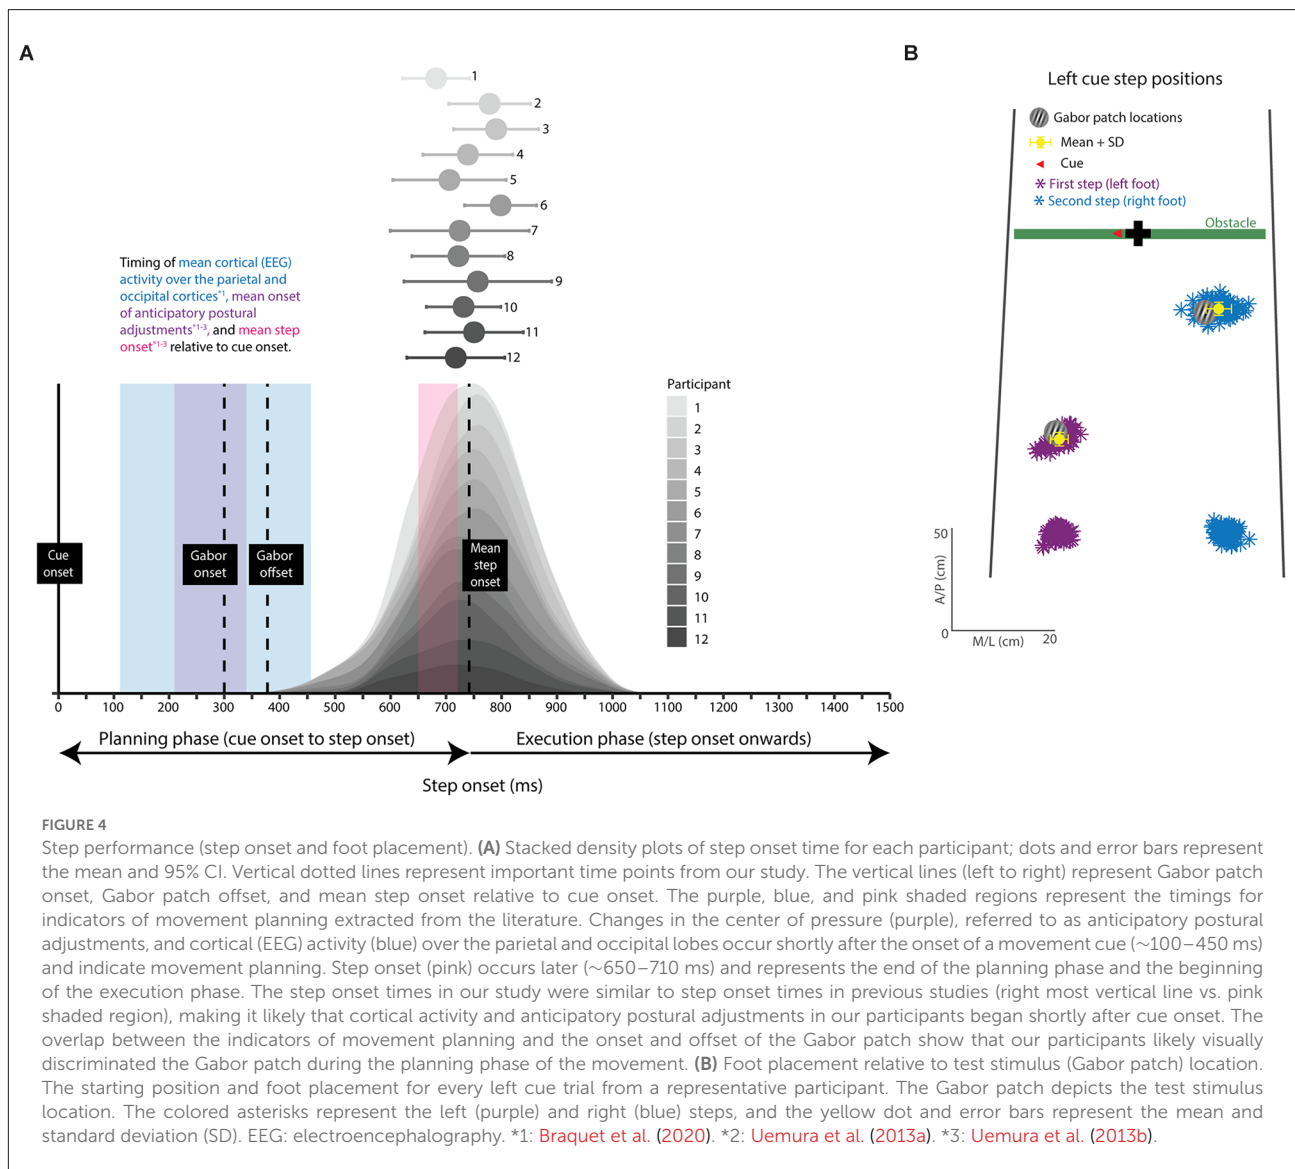 A
1
2
3
4
5
6
7
8
9
10
11
12
Timing of mean cortical (EEG)
activity over the parietal and
occipital cortices*1, mean onset
of anticipatory postural
adjustments*1-3, and mean step
onset*1-3 relative to cue onset.
Cue
onset
Gabor
onset
Gabor
offset
Mean
step
onset
Participant
1
2
3
4
5
6
7
8
9
10
11
12
0 100 200 300 400 500 600 700 800 900 1000 1100 1200 1300 1400 1500
Planning phase (cue onset to step onset)
Execution phase (step onset onwards)
Step onset (ms)
B
Left cue step positions
Gabor patch locations
Mean + SD
Cue
First step (left foot)
Second step (right foot)
Obstacle
50
A/P (cm)
0
M/L (cm)
20
FIGURE 4
Step performance (step onset and foot placement). (A) Stacked density plots of step onset time for each participant; dots and error bars represent
the mean and 95% CI. Vertical dotted lines represent important time points from our study. The vertical lines (left to right) represent Gabor patch
onset, Gabor patch offset, and mean step onset relative to cue onset. The purple, blue, and pink shaded regions represent the timings for
indicators of movement planning extracted from the literature. Changes in the center of pressure (purple), referred to as anticipatory postural
adjustments, and cortical (EEG) activity (blue) over the parietal and occipital lobes occur shortly after the onset of a movement cue (∼100–450 ms)
and indicate movement planning. Step onset (pink) occurs later (∼650–710 ms) and represents the end of the planning phase and the beginning
of the execution phase. The step onset times in our study were similar to step onset times in previous studies (right most vertical line vs. pink
shaded region), making it likely that cortical activity and anticipatory postural adjustments in our participants began shortly after cue onset. The
overlap between the indicators of movement planning and the onset and offset of the Gabor patch show that our participants likely visually
discriminated the Gabor patch during the planning phase of the movement. (B) Foot placement relative to test stimulus (Gabor patch) location.
The starting position and foot placement for every left cue trial from a representative participant. The Gabor patch depicts the test stimulus
location. The colored asterisks represent the left (purple) and right (blue) steps, and the yellow dot and error bars represent the mean and
standard deviation (SD). EEG: electroencephalography. *1: Braquet et al. (2020). *2: Uemura et al. (2013a). *3: Uemura et al. (2013b).